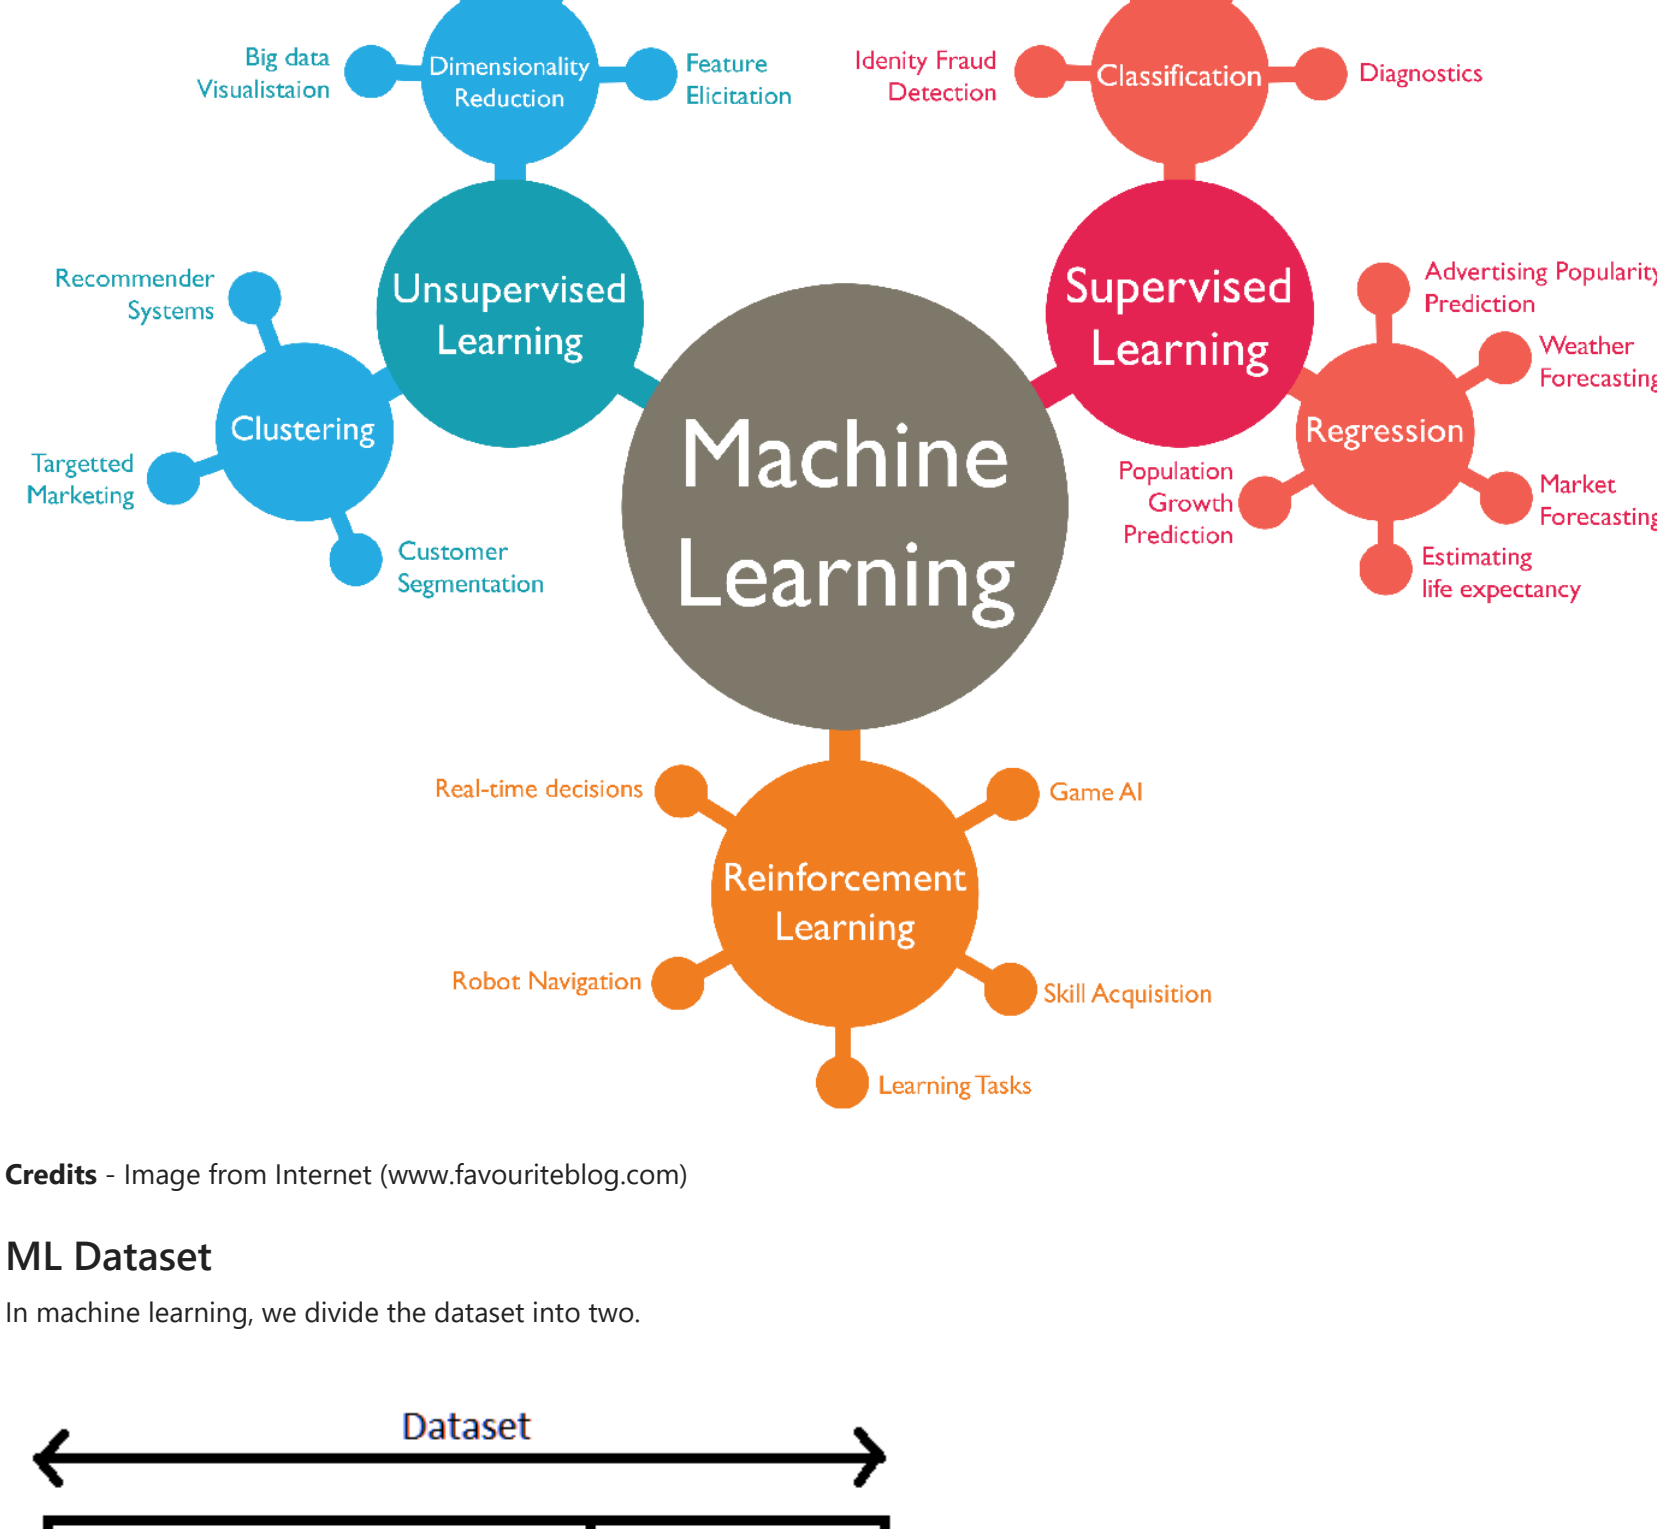 Big data
Visualistaion
Dimensionality
Reduction
Feature
Elicitation
Idenity Fraud
Detection
Classification
Diagnostics
Recommender
Systems
Unsupervised
Learning
Supervised
Learning
Advertising Popularity
Prediction
Weather
Forecasting
Clustering
Regression
Targetted
Marketing
Machine
Learning
Population
Growth
Prediction
Market
Forecasting
Customer
Segmentation
Estimating
life expectancy
Real-time decisions
Game AI
Reinforcement
Learning
Robot Navigation
Skill Acquisition
Learning Tasks
Credits - Image from Internet (www.favouriteblog.com)
ML Dataset
In machine learning, we divide the dataset into two.
Dataset